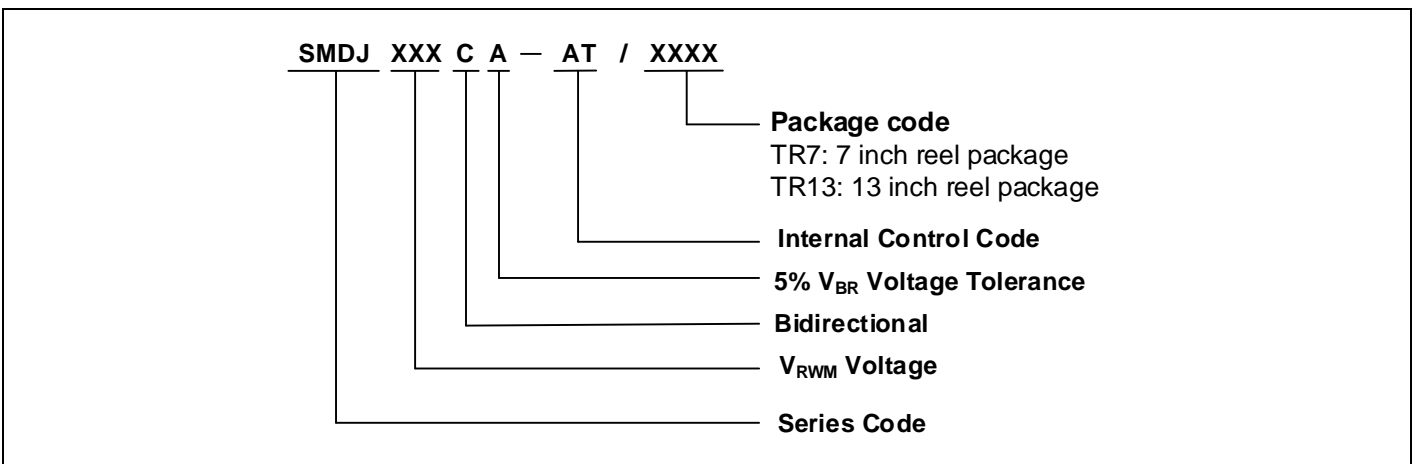 SMDJ XXX C A — AT / XXXX
Package code
TR7: 7 inch reel package
TR13: 13 inch reel package
Internal Control Code
5% VBR Voltage Tolerance
Bidirectional
VRWM Voltage
Series Code